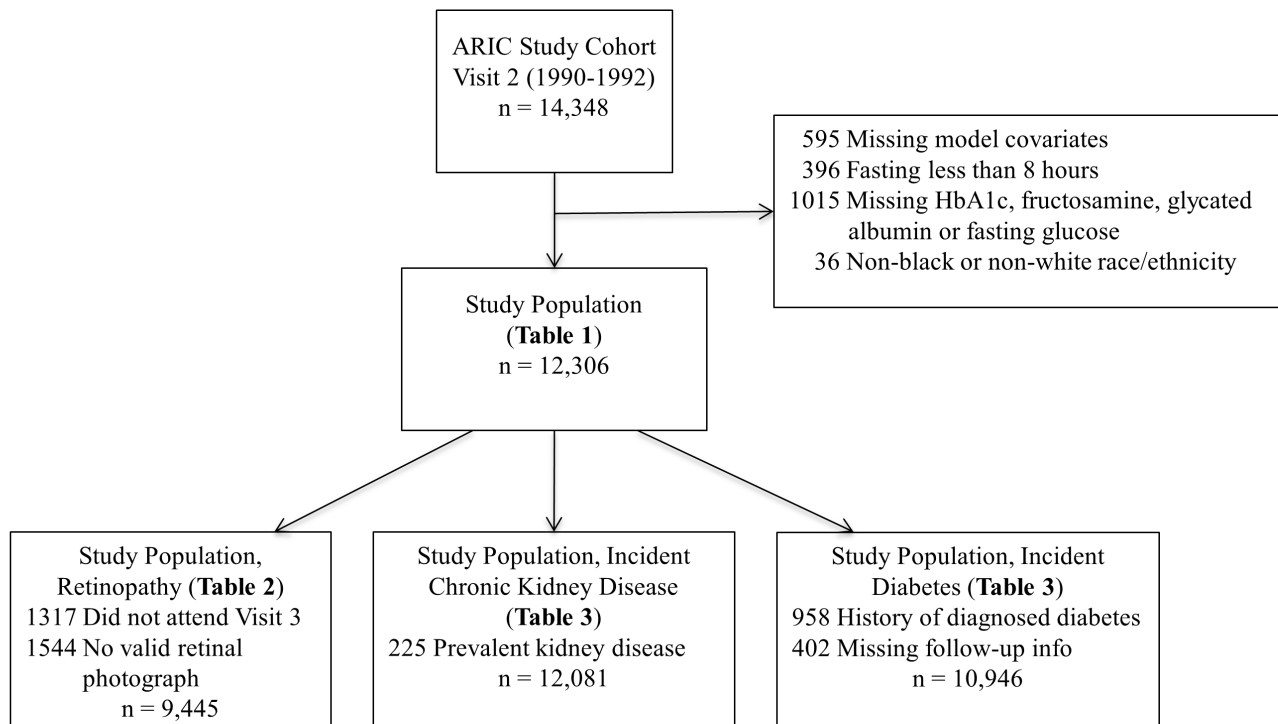 ARIC Study Cohort
Visit 2 (1990-1992)
n = 14,348
595 Missing model covariates
396 Fasting less than 8 hours
1015 Missing HbA1c, fructosamine, glycated
albumin or fasting glucose
36 Non-black or non-white race/ethnicity
Study Population
(Table 1)
n = 12,306
Study Population,
Retinopathy (Table 2)
1317 Did not attend Visit 3
1544 No valid retinal
photograph
n = 9,445
Study Population, Incident
Chronic Kidney Disease
(Table 3)
225 Prevalent kidney disease
n = 12,081
Study Population, Incident
Diabetes (Table 3)
958 History of diagnosed diabetes
402 Missing follow-up info
n = 10,946